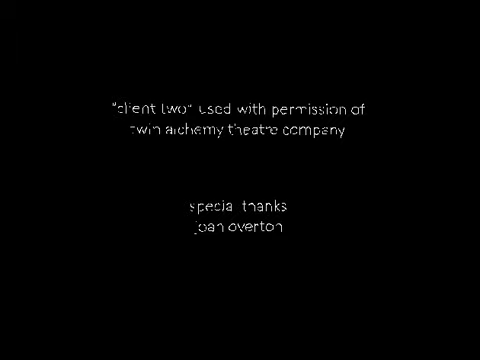 "client two" used with permission of
twin alchemy theatre company
special thanks
joan overton